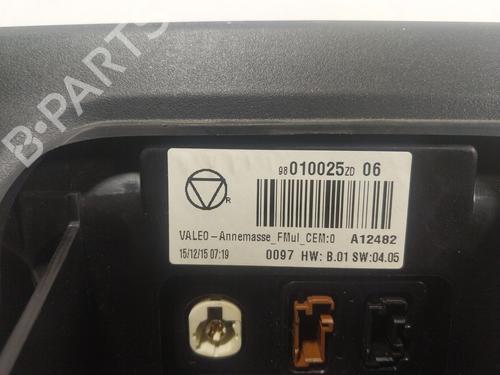 B-PARTS
98 010025 ZD 06
R
VALEO-Annemasse_FMul_CEM:0 A12482
15/12/15 07:19 0097 HW: B.01 SW:04.05